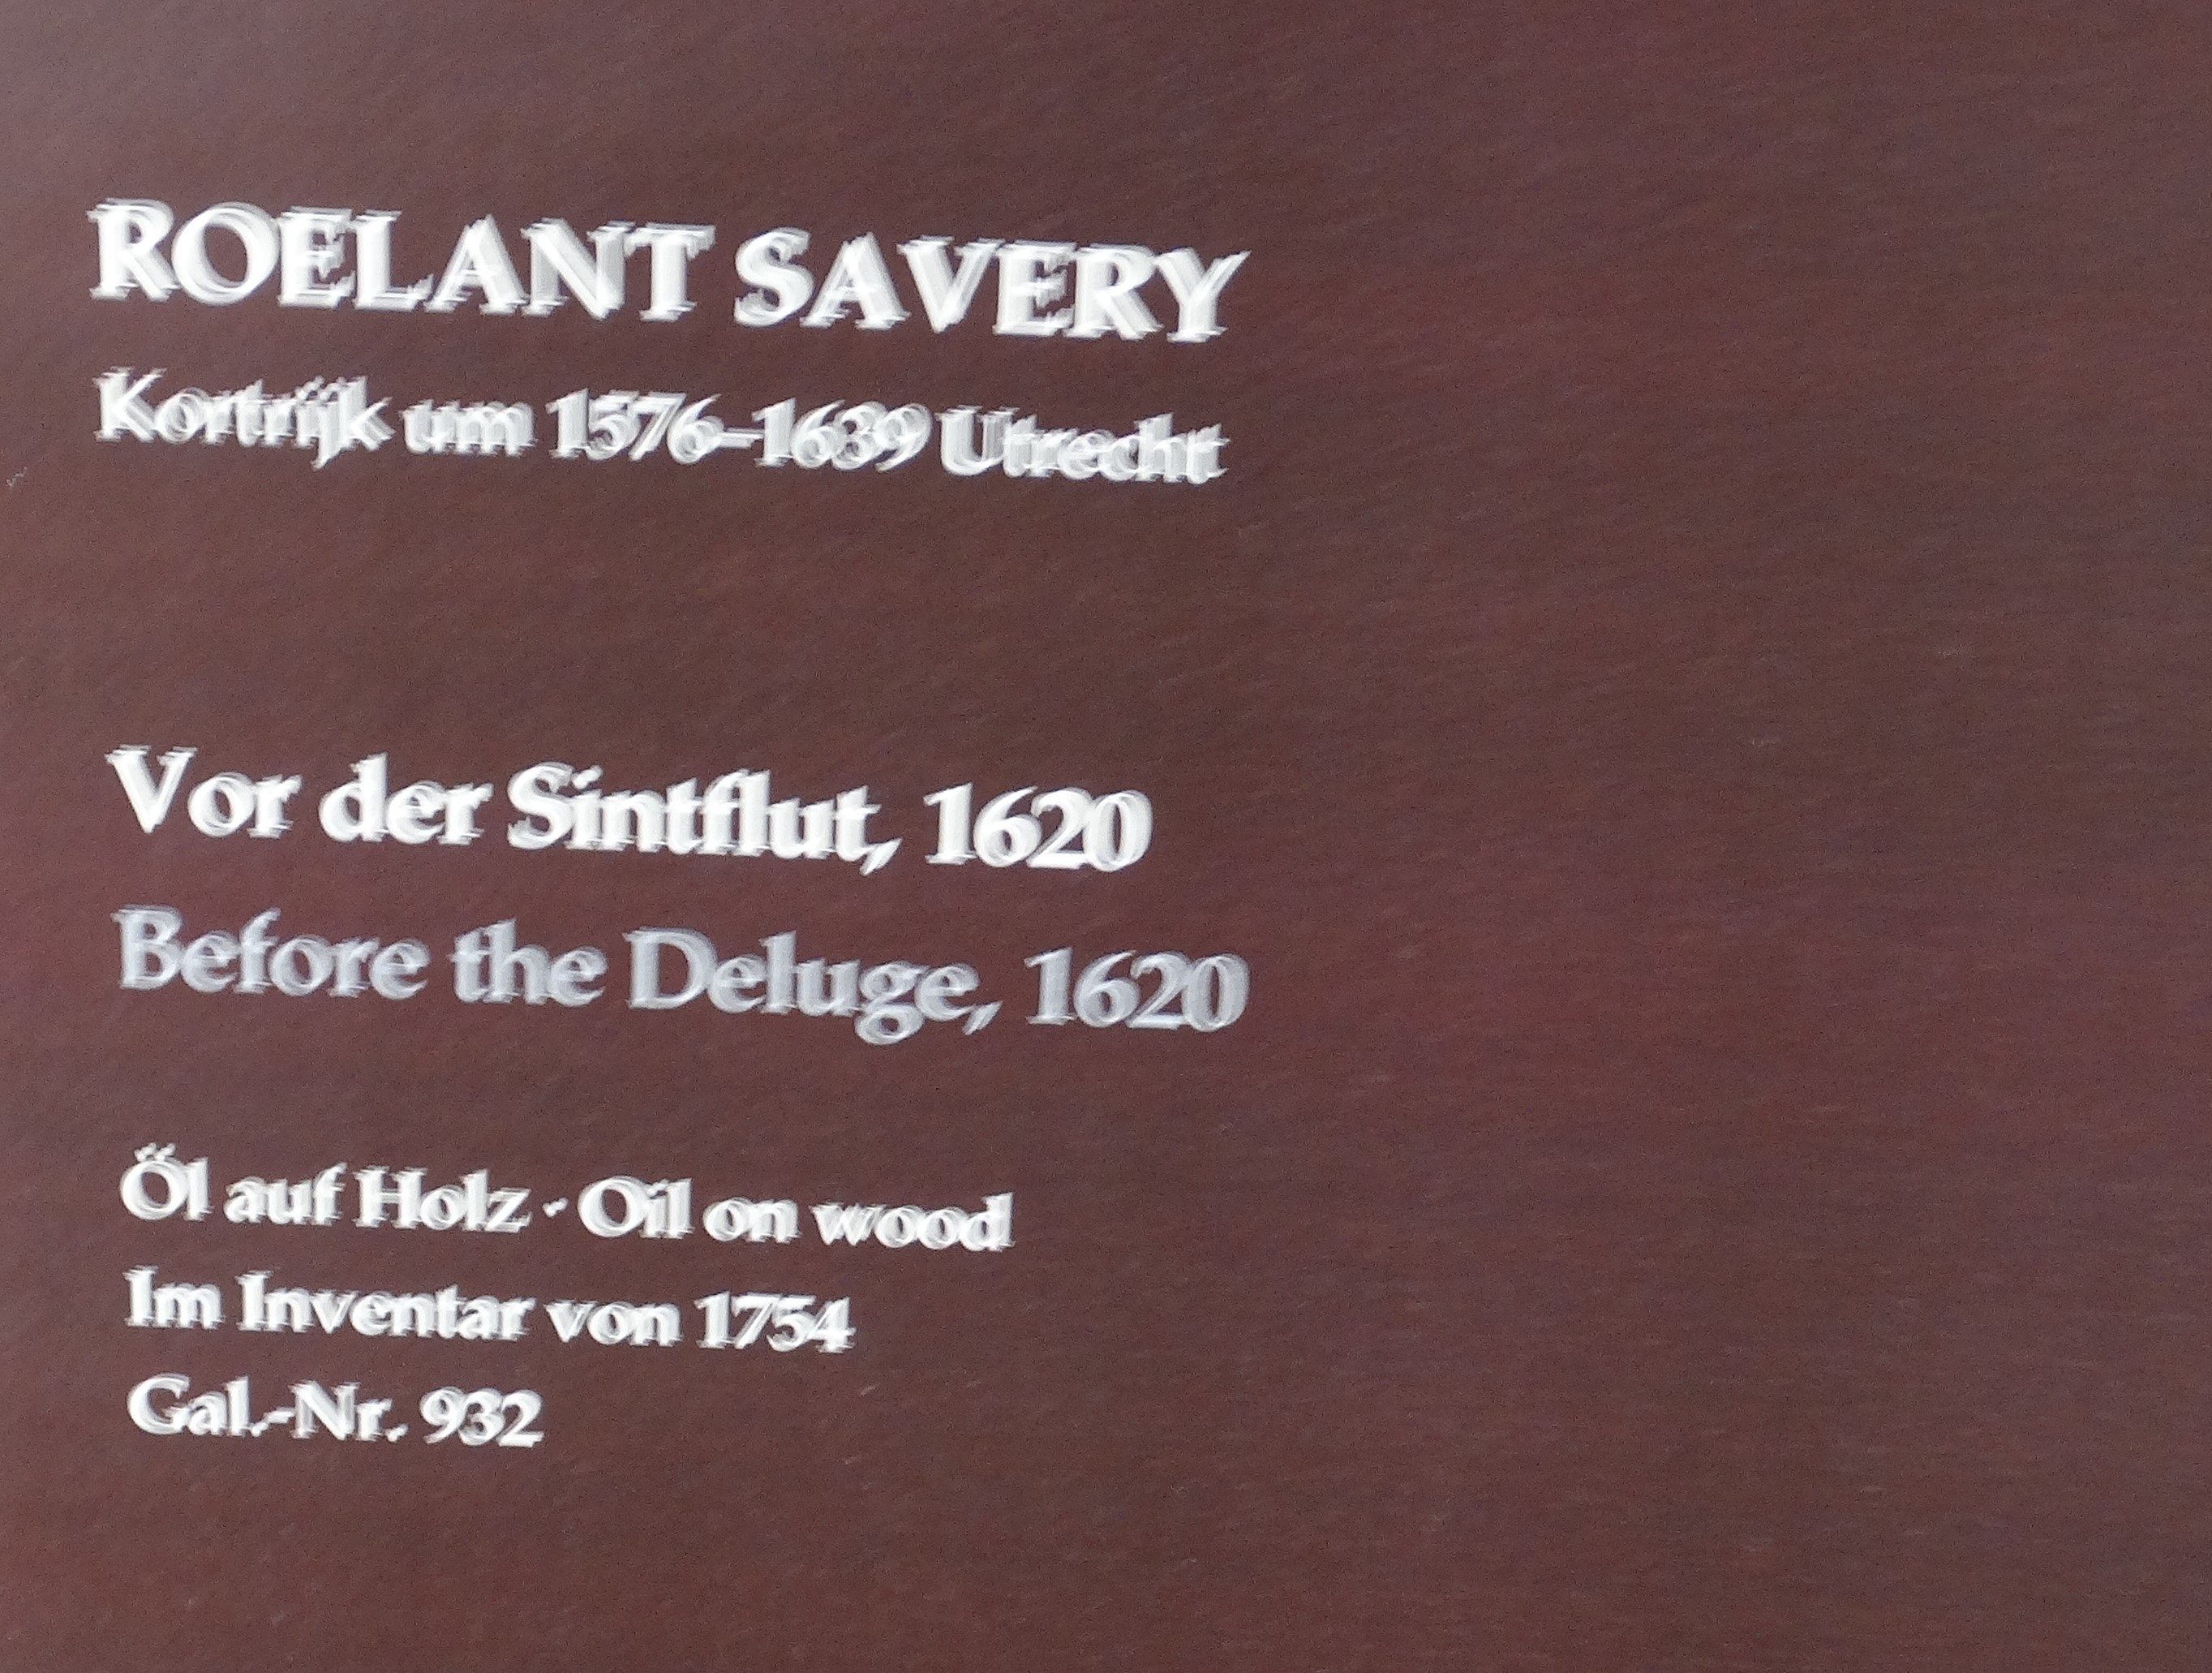 ROELANT SAVERY
Kortrijk um 1576–1639 Utrecht
Vor der Sintflut, 1620
Before the Deluge, 1620
Öl auf Holz · Oil on wood
Im Inventar von 1754
Gal.-Nr. 932